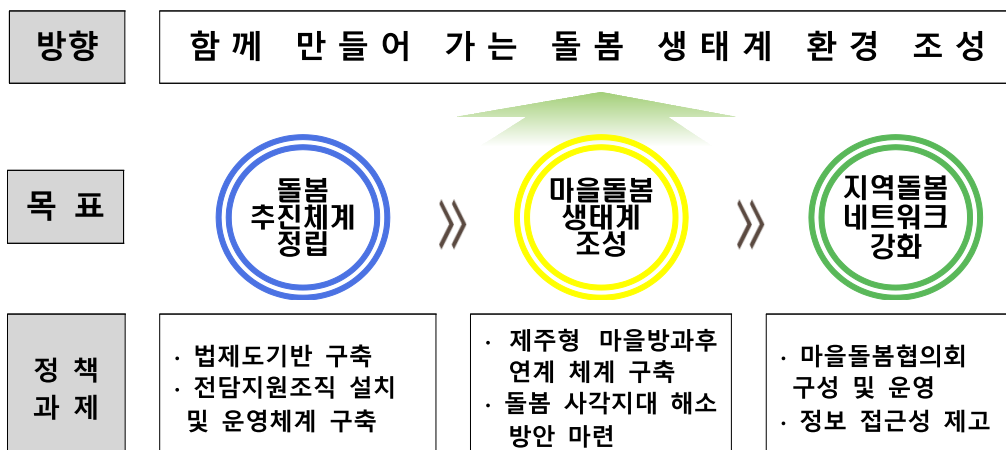 방향
함께 만들어 가는 돌봄 생태계 환경 조성
목 표
돌봄
추진체계
정립
마을돌봄
생태계
조성
지역돌봄
네트워크
강화
정 책
과 제
· 법제도기반 구축
· 전담지원조직 설치
및 운영체계 구축
· 제주형 마을방과후
연계 체계 구축
· 돌봄 사각지대 해소
방안 마련
· 마을돌봄협의회
구성 및 운영
· 정보 접근성 제고